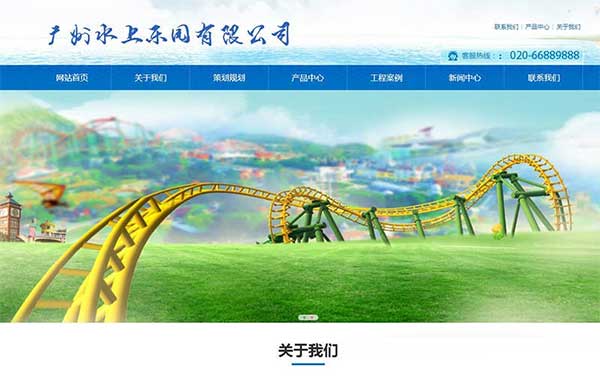 广州水上乐园有限公司
联系我们 | 产品中心 | 关于我们
客服热线：: 020-66889888
网站首页 关于我们 策划规划 产品中心 工程案例 新闻中心 联系我们
关于我们